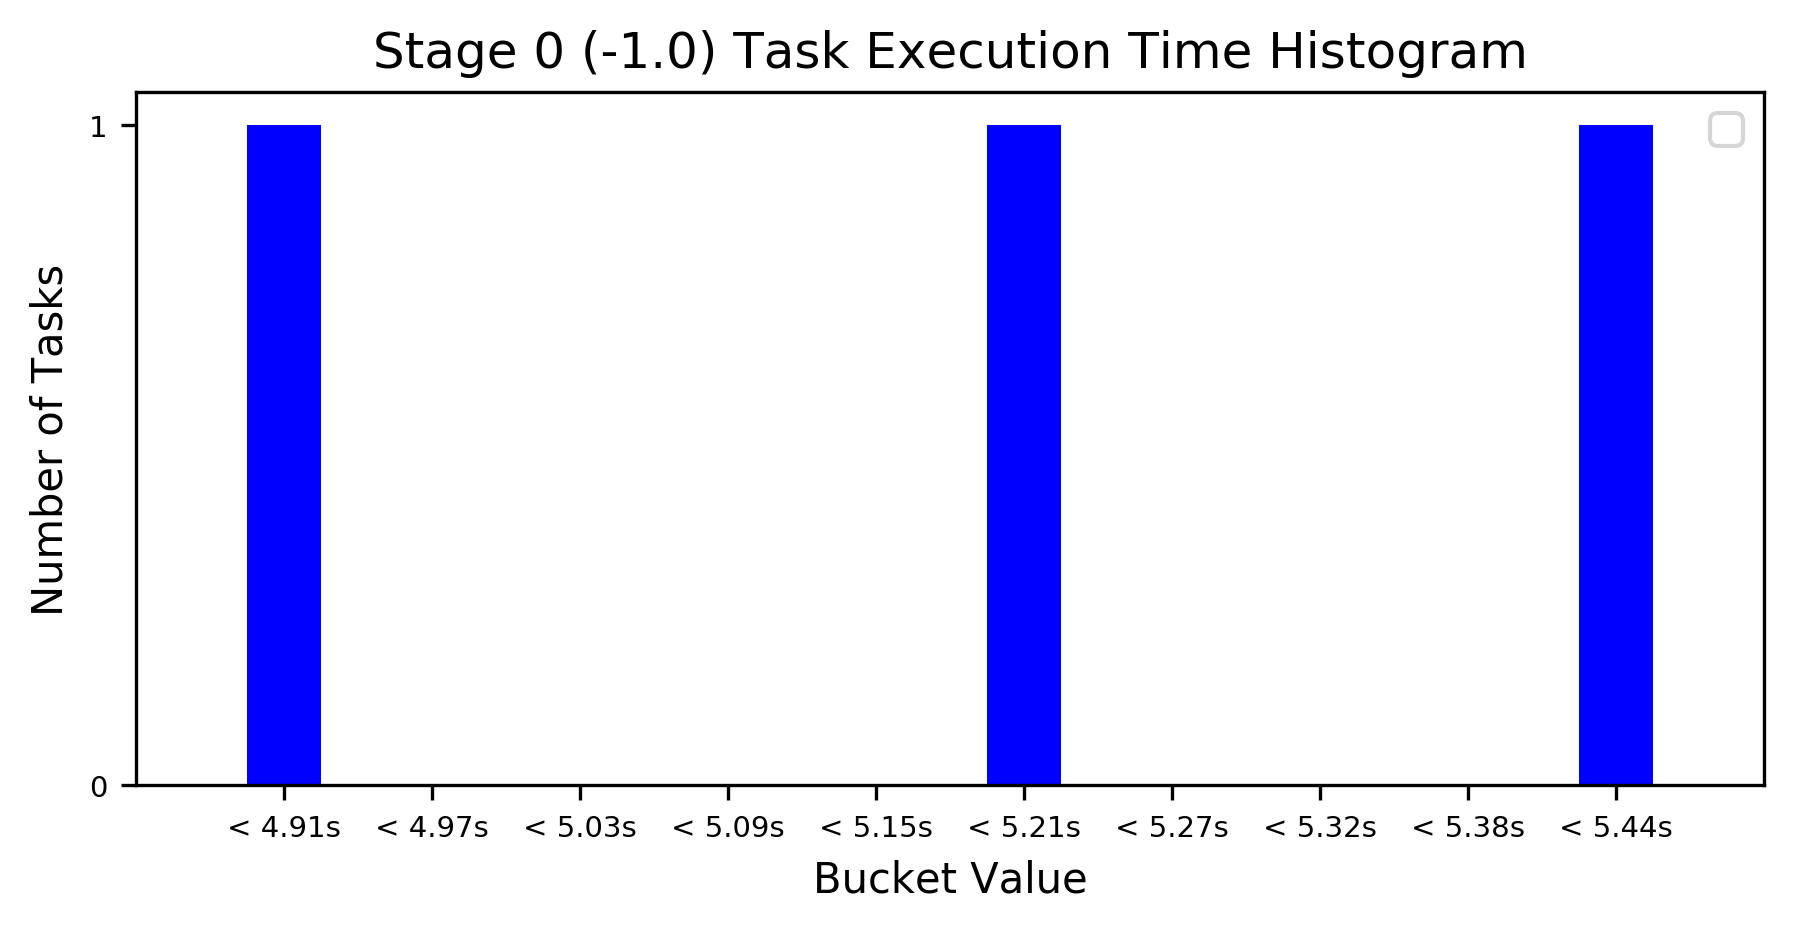 Stage 0 (-1.0) Task Execution Time Histogram
Number of Tasks
1
0
< 4.91s < 4.97s < 5.03s < 5.09s < 5.15s < 5.21s < 5.27s < 5.32s < 5.38s < 5.44s
Bucket Value